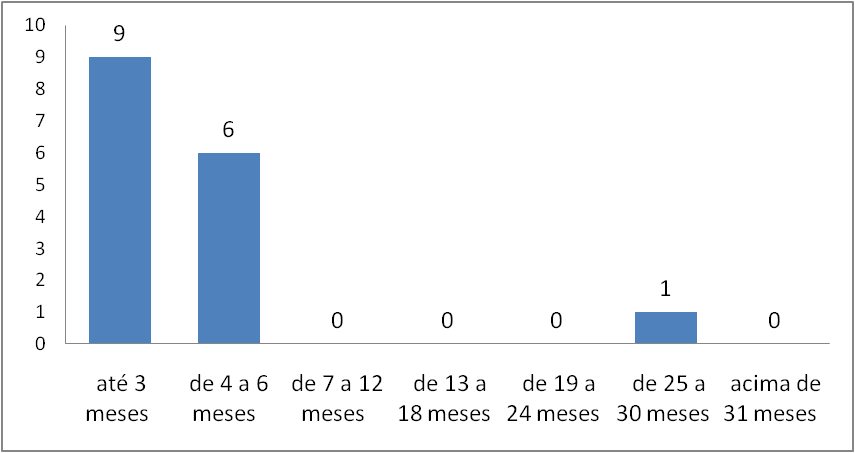 10
9
8
7
6
5
4
3
2
1
0
9
6
0
0
0
1
0
até 3
meses
de 4 a 6
meses
de 7 a 12
meses
de 13 a
18 meses
de 19 a
24 meses
de 25 a
30 meses
acima de
31 meses